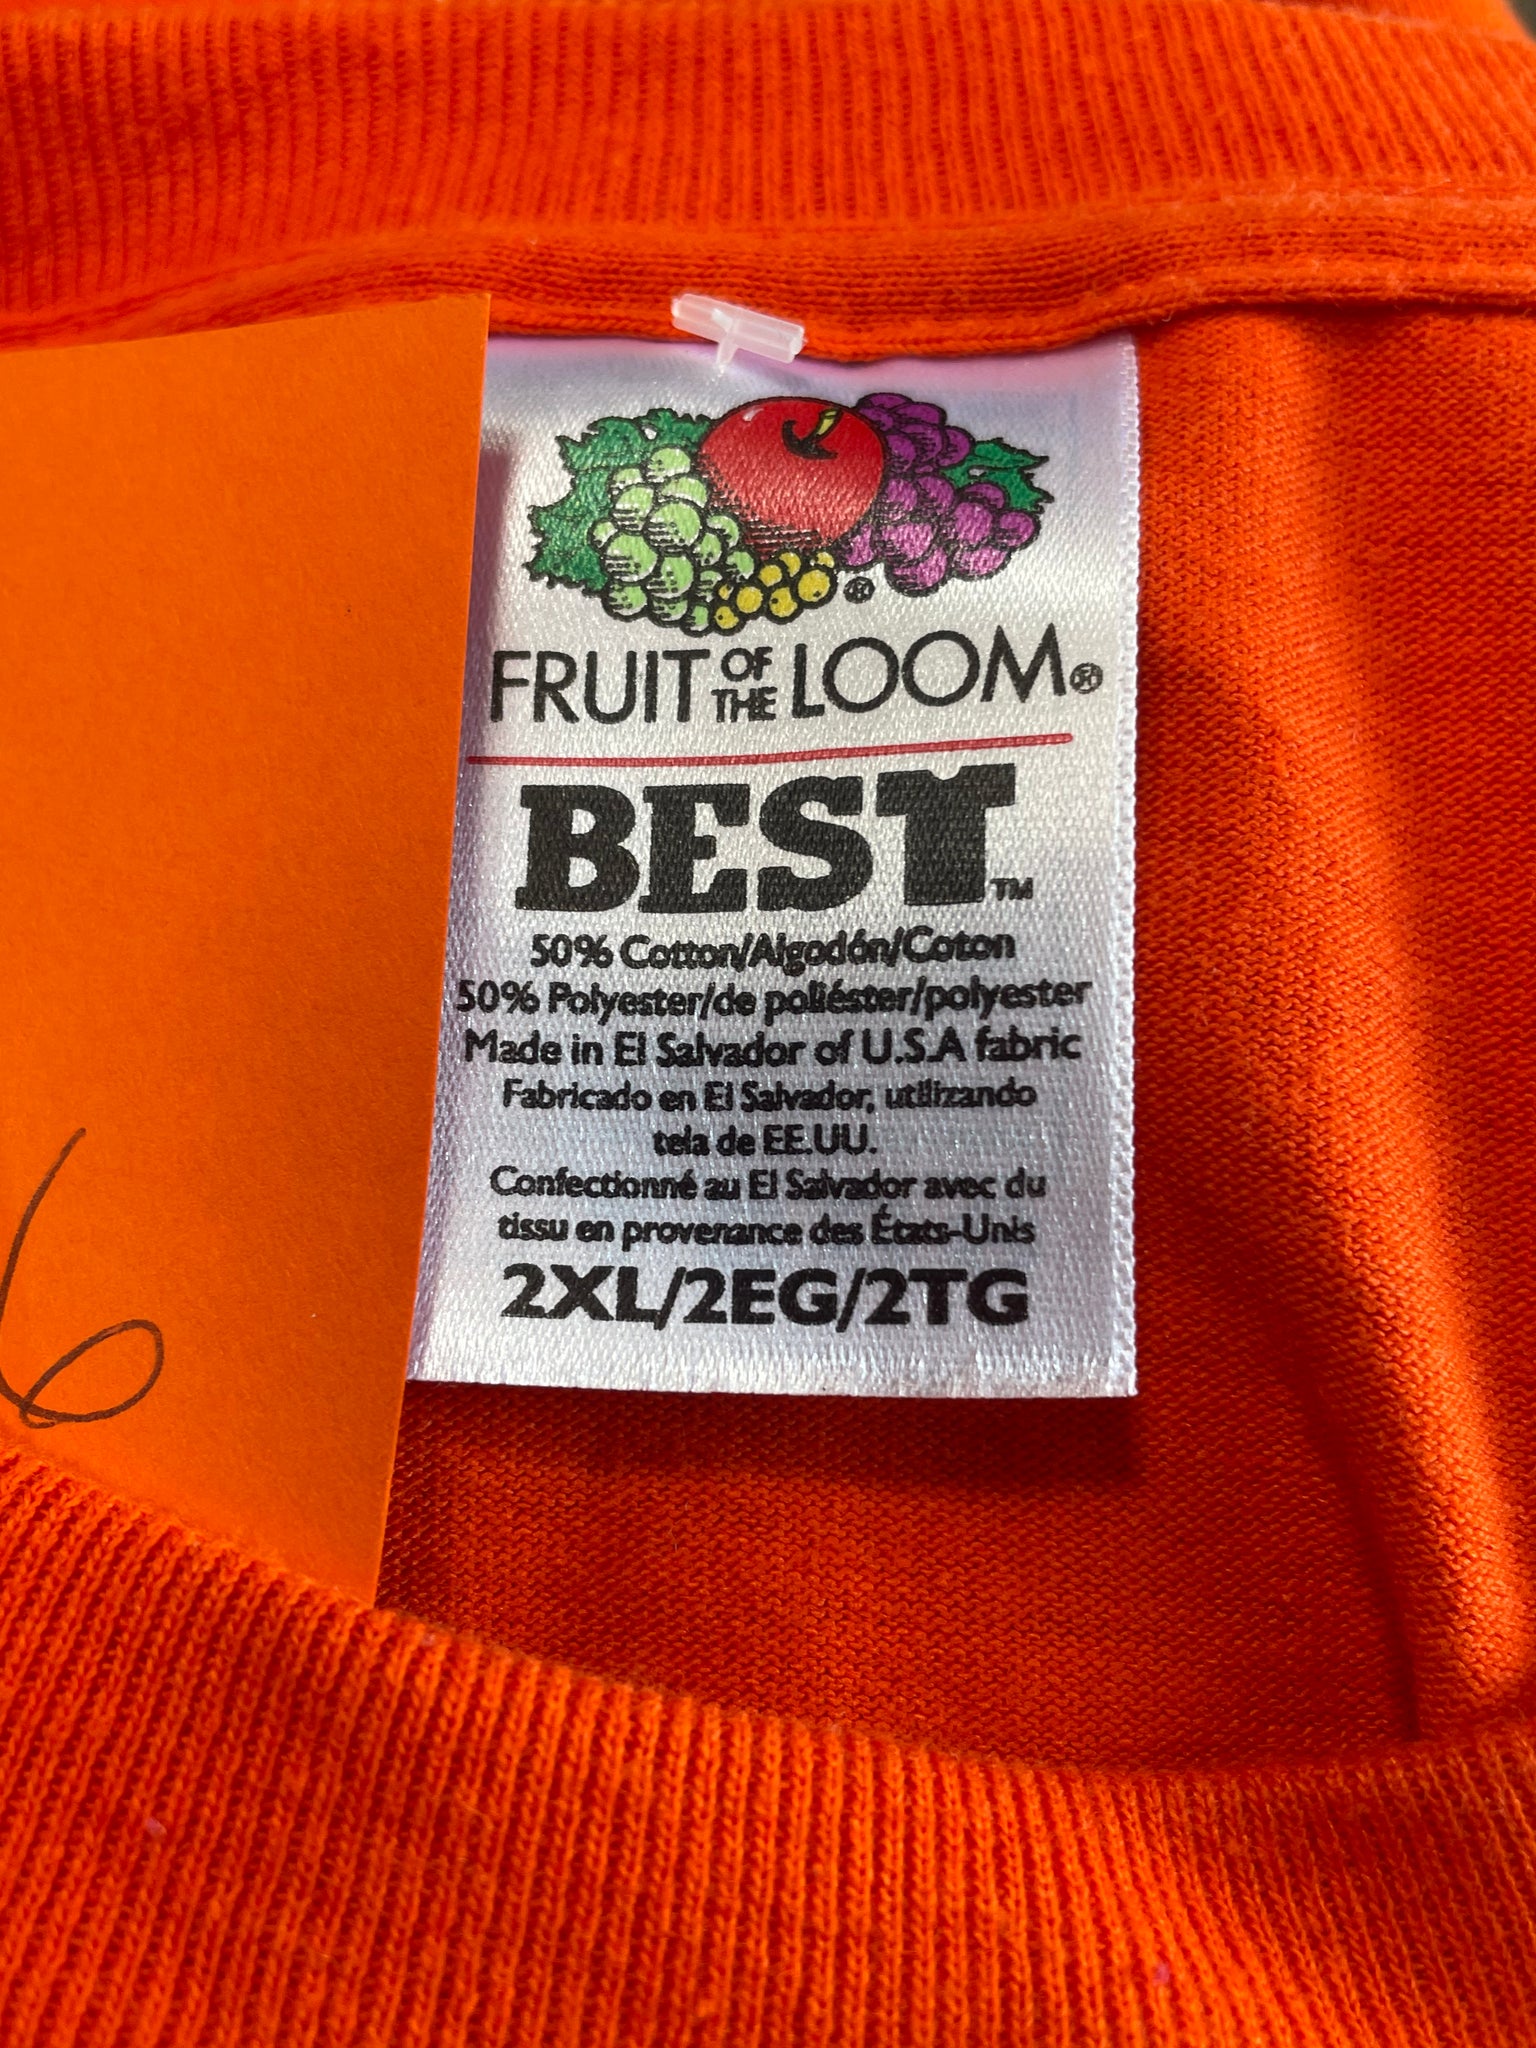 FRUIT OF THE LOOM®
BEST™
50% Cotton/Algodón/Coton
50% Polyester/de poliéster/polyester
Made in El Salvador of U.S.A fabric
Fabricado en El Salvador, utilizando
tela de EE.UU.
Confectionné au El Salvador avec du
tissu en provenance des États-Unis
2XL/2EG/2TG
6